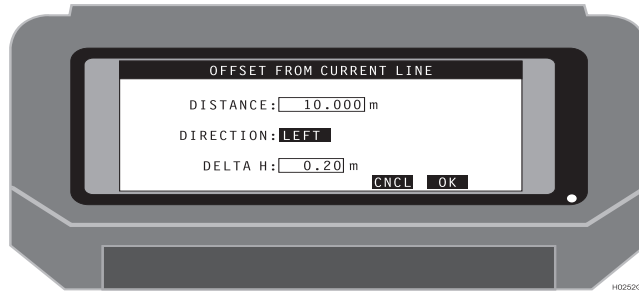 OFFSET FROM CURRENT LINE
DISTANCE: 10.000 m
DIRECTION: LEFT
DELTA H: 0.20 m
CNCL OK